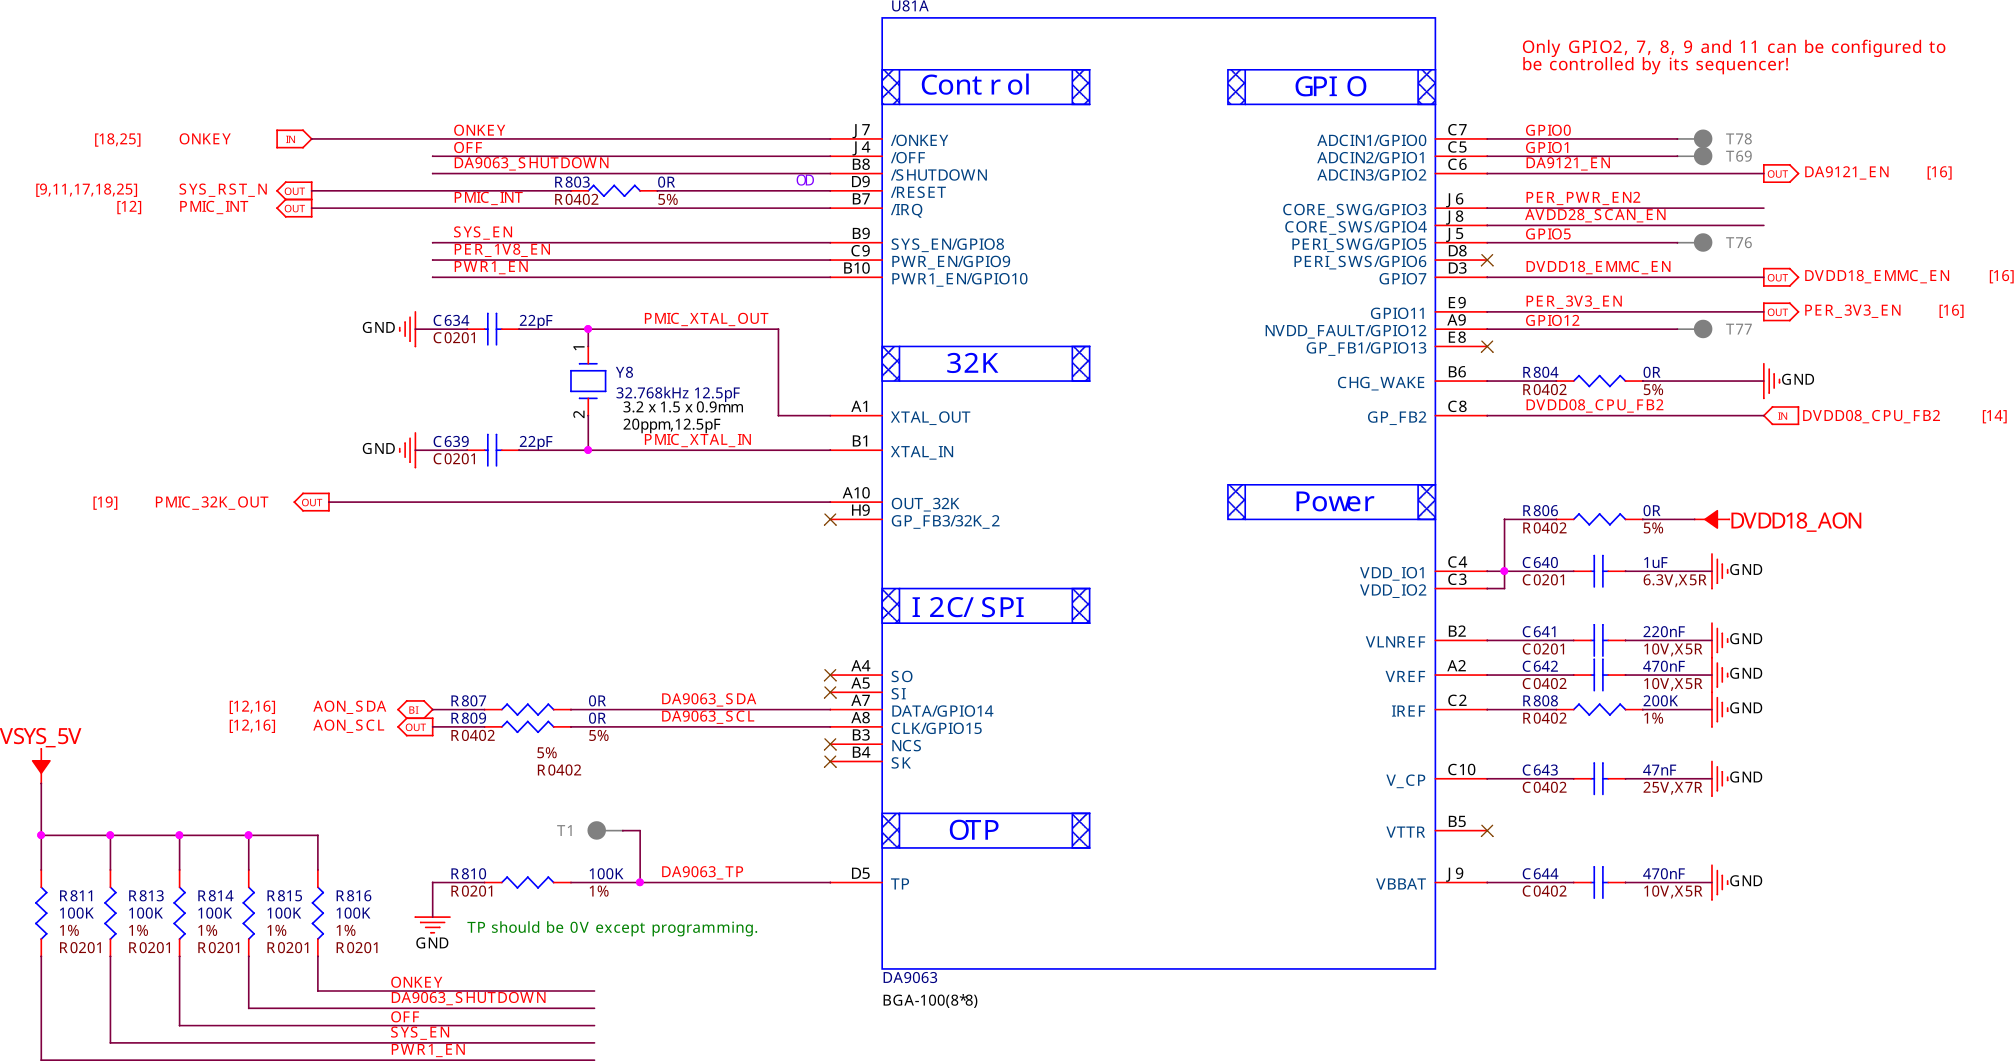 U81A
Only GPIO2, 7, 8, 9 and 11 can be configured to
be controlled by its sequencer!
Control
GPIO
[18,25] ONKEY IN ONKEY J7 /ONKEY
OFF J4 /OFF
DA9063_SHUTDOWN B8 /SHUTDOWN
[9,11,17,18,25] SYS_RST_N OUT R803 0R OD D9 /RESET
R0402 5%
[12] PMIC_INT OUT PMIC_INT B7 /IRQ
SYS_EN B9 SYS_EN/GPIO8
PER_1V8_EN C9 PWR_EN/GPIO9
PWR1_EN B10 PWR1_EN/GPIO10
ADCIN1/GPIO0 C7 GPIO0 T78
ADCIN2/GPIO1 C5 GPIO1 T69
ADCIN3/GPIO2 C6 DA9121_EN OUT DA9121_EN [16]
CORE_SWG/GPIO3 J6 PER_PWR_EN2
CORE_SWS/GPIO4 J8 AVDD28_SCAN_EN
PERI_SWG/GPIO5 J5 GPIO5 T76
PERI_SWS/GPIO6 D8
GPIO7 D3 DVDD18_EMMC_EN OUT DVDD18_EMMC_EN [16]
GPIO11 E9 PER_3V3_EN OUT PER_3V3_EN [16]
NVDD_FAULT/GPIO12 A9 GPIO12 T77
GP_FB1/GPIO13 E8
CHG_WAKE B6 R804 0R GND
R0402 5%
GP_FB2 C8 DVDD08_CPU_FB2 IN DVDD08_CPU_FB2 [14]
GND C634 22pF PMIC_XTAL_OUT
C0201
1
Y8
32.768kHz 12.5pF
3.2 x 1.5 x 0.9mm
20ppm,12.5pF
2
32K
A1 XTAL_OUT
GND C639 22pF PMIC_XTAL_IN B1 XTAL_IN
C0201
[19] PMIC_32K_OUT OUT A10 OUT_32K
H9 GP_FB3/32K_2
Power
R806 0R DVDD18_AON
R0402 5%
VDD_IO1 C4 C640 1uF GND
C0201 6.3V,X5R
VDD_IO2 C3
VLNREF B2 C641 220nF GND
C0201 10V,X5R
VREF A2 C642 470nF GND
C0402 10V,X5R
IREF C2 R808 200K GND
R0402 1%
V_CP C10 C643 47nF GND
C0402 25V,X7R
VTTR B5
VBBAT J9 C644 470nF GND
C0402 10V,X5R
I2C/SPI
A4 SO
A5 SI
[12,16] AON_SDA BI R807 0R DA9063_SDA A7 DATA/GPIO14
[12,16] AON_SCL OUT R809 0R DA9063_SCL A8 CLK/GPIO15
R0402 5%
B3 NCS
5%
R0402
B4 SK
OTP
T1
R810 100K DA9063_TP D5 TP
R0201 1%
GND
TP should be 0V except programming.
VSYS_5V
R811 R813 R814 R815 R816
100K 100K 100K 100K 100K
1% 1% 1% 1% 1%
R0201 R0201 R0201 R0201 R0201
ONKEY
DA9063_SHUTDOWN
OFF
SYS_EN
PWR1_EN
DA9063
BGA-100(8*8)